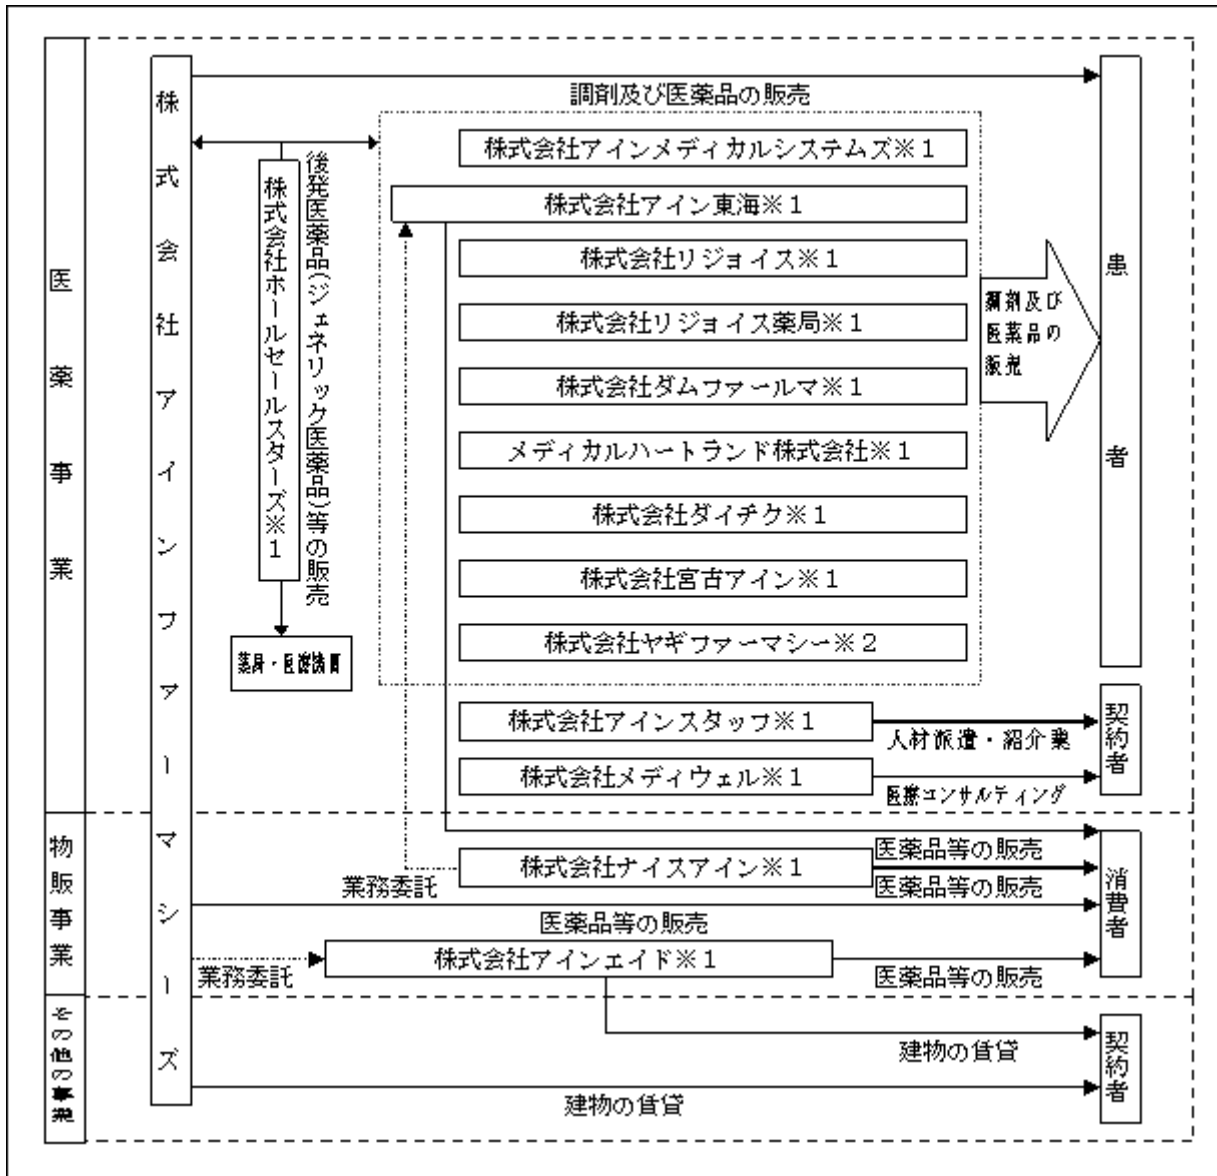 医薬事業
物販事業
その他の事業
株式会社アインファーマシーズ
調剤及び医薬品の販売
株式会社ホールセールスターズ※1
後発医薬品(ジェネリック医薬品)等の販売
薬局・医療機関
株式会社アインメディカルシステムズ※1
株式会社アイン東海※1
株式会社リジョイス※1
株式会社リジョイス薬局※1
株式会社ダムファールマ※1
メディカルハートランド株式会社※1
株式会社ダイチク※1
株式会社宮古アイン※1
株式会社ヤギファーマシー※2
調剤及び
医薬品の
販売
患者
株式会社アインスタッフ※1
人材派遣・紹介業
株式会社メディウェル※1
医療コンサルティング
契約者
医薬品等の販売
株式会社ナイスアイン※1
業務委託
医薬品等の販売
医薬品等の販売
消費者
株式会社アインエイド※1
業務委託
医薬品等の販売
建物の賃貸
建物の賃貸
契約者